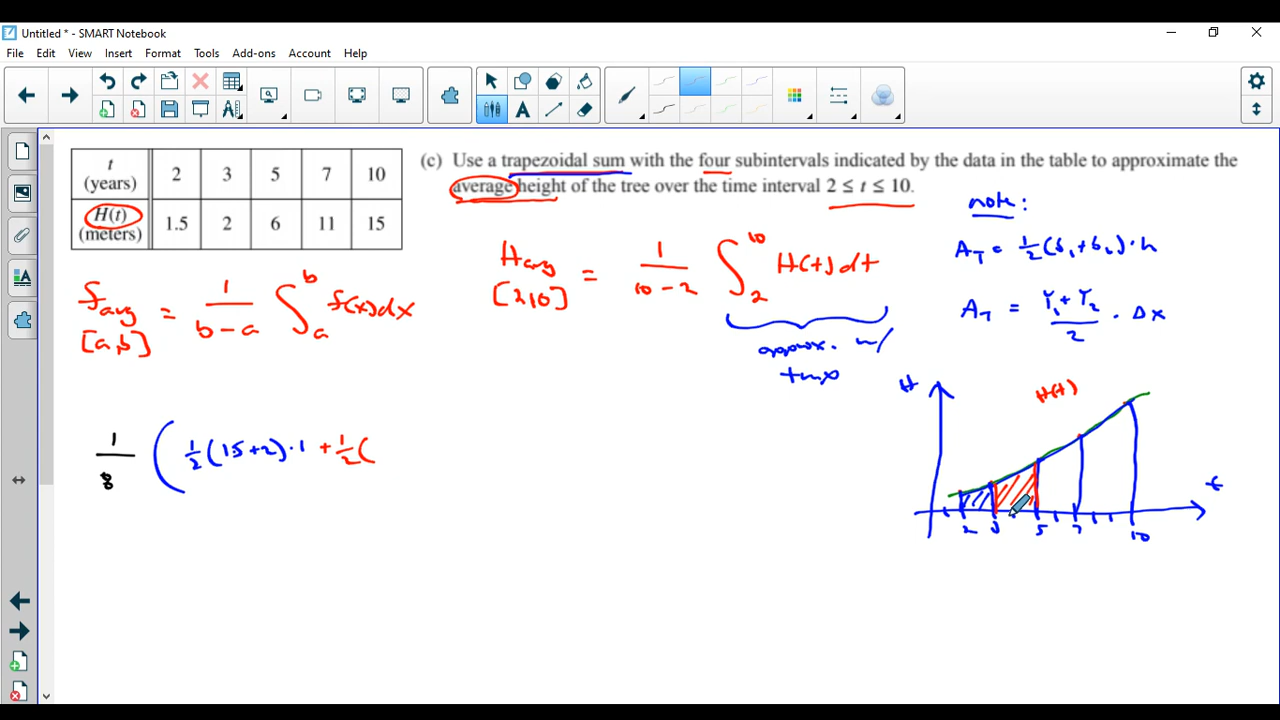 Untitled * - SMART Notebook
File Edit View Insert Format Tools Add-ons Account Help
t (years) 2 3 5 7 10
H(t) (meters) 1.5 2 6 11 15
(c) Use a trapezoidal sum with the four subintervals indicated by the data in the table to approximate the
average height of the tree over the time interval 2 ≤ t ≤ 10.
note:
A_T = 1/2 (b₁+b₂)·h
A_T = (Y₁ + Y₂)/2 · Δx
H_avg [2,10] = 1/(10-2) ∫₂¹⁰ H(t)dt
approx. w/
trap
f_avg [a,b] = 1/(b-a) ∫ₐᵇ f(x)dx
1/8 ( 1/2 (1.5+2)·1 + 1/2 (
H
H(t)
t
2 3 5 7 10